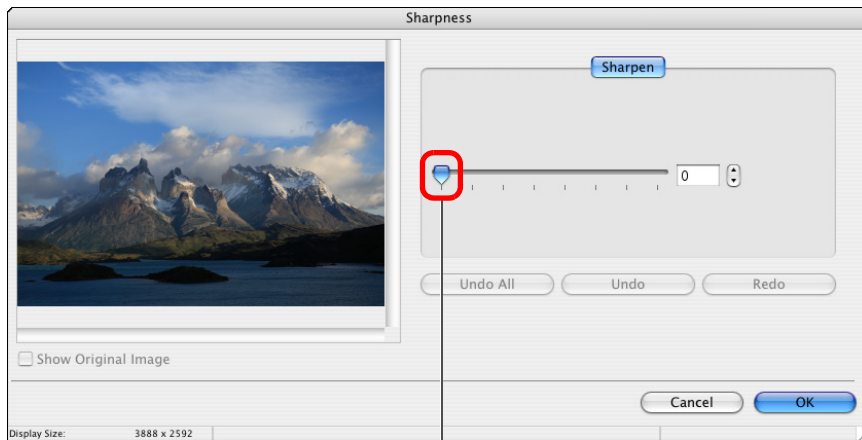 Sharpness
Sharpen
0
Undo All Undo Redo
Show Original Image
Cancel OK
Display Size: 3888 x 2592